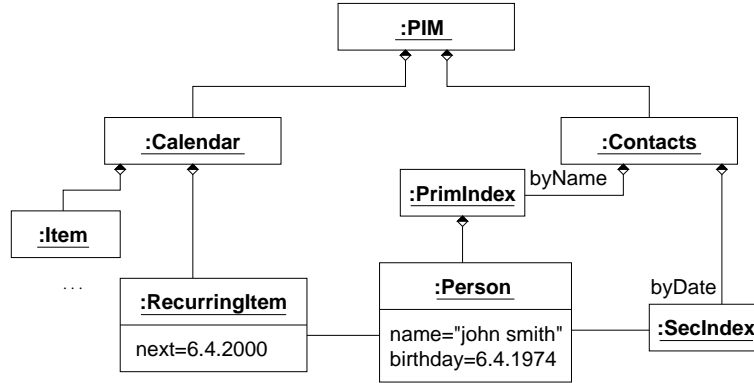 :PIM
:Calendar
:Contacts
byName
:PrimIndex
:Item
...
byDate
:RecurringItem
next=6.4.2000
:Person
name="john smith"
birthday=6.4.1974
:SecIndex